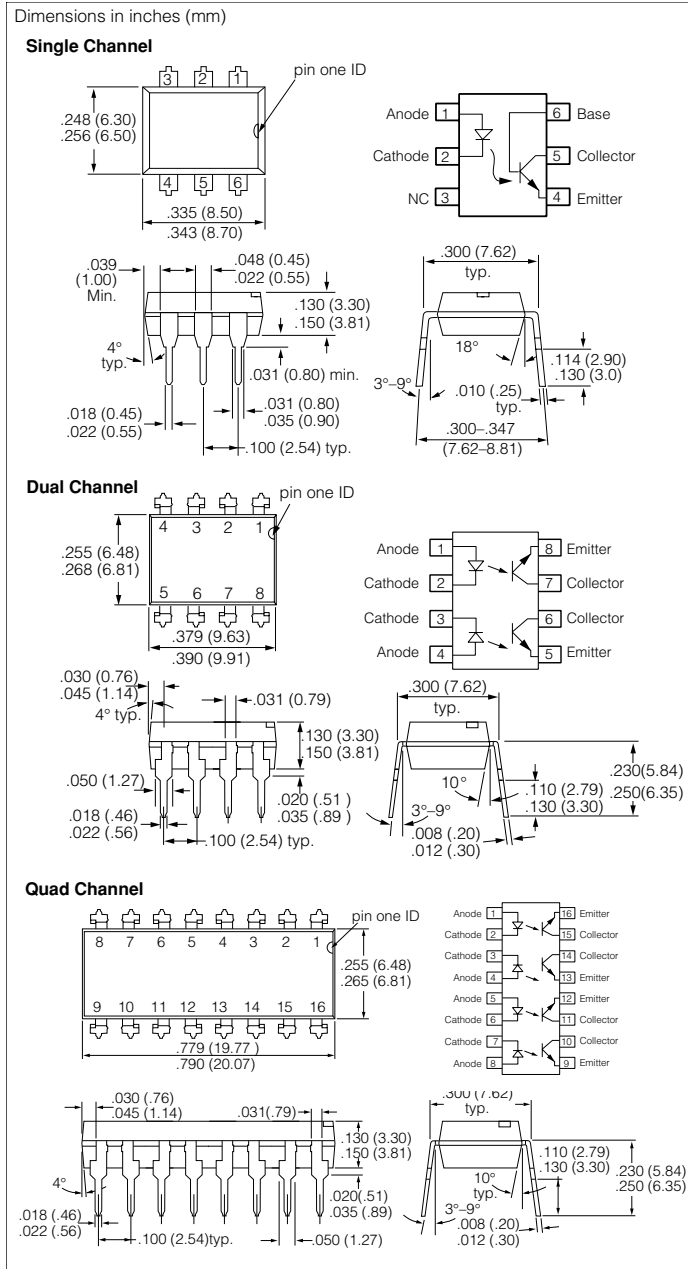 Dimensions in inches (mm)
Single Channel
3 2 1
pin one ID
.248 (6.30)
.256 (6.50)
4 5 6
.335 (8.50)
.343 (8.70)
Anode 1
Cathode 2
NC 3
6 Base
5 Collector
4 Emitter
.039
(1.00)
Min.
.048 (0.45)
.022 (0.55)
.130 (3.30)
.150 (3.81)
4°
typ.
.031 (0.80) min.
.018 (0.45)
.022 (0.55)
.031 (0.80)
.035 (0.90)
.100 (2.54) typ.
.300 (7.62)
typ.
18°
.114 (2.90)
.130 (3.0)
3°–9°
.010 (.25)
typ.
.300–.347
(7.62–8.81)
Dual Channel
pin one ID
4 3 2 1
.255 (6.48)
.268 (6.81)
5 6 7 8
.379 (9.63)
.390 (9.91)
Anode 1
Cathode 2
Cathode 3
Anode 4
8 Emitter
7 Collector
6 Collector
5 Emitter
.030 (0.76)
.045 (1.14)
4° typ.
.031 (0.79)
.130 (3.30)
.150 (3.81)
.050 (1.27)
.020 (.51 )
.035 (.89 )
.018 (.46)
.022 (.56)
.100 (2.54) typ.
.300 (7.62)
typ.
10°
.110 (2.79)
.130 (3.30)
.230(5.84)
.250(6.35)
3°–9°
.008 (.20)
.012 (.30)
Quad Channel
pin one ID
8 7 6 5 4 3 2 1
.255 (6.48)
.265 (6.81)
9 10 11 12 13 14 15 16
.779 (19.77 )
.790 (20.07)
Anode 1
Cathode 2
Cathode 3
Anode 4
Anode 5
Cathode 6
Cathode 7
Anode 8
16 Emitter
15 Collector
14 Collector
13 Emitter
12 Emitter
11 Collector
10 Collector
9 Emitter
.030 (.76)
.045 (1.14)
.031(.79)
.130 (3.30)
.150 (3.81)
4°
.020(.51)
.035 (.89)
.018 (.46)
.022 (.56)
.100 (2.54)typ.
.050 (1.27)
.300 (7.62)
typ.
.110 (2.79)
.130 (3.30)
.230 (5.84)
.250 (6.35)
10°
typ.
3°–9°
.008 (.20)
.012 (.30)